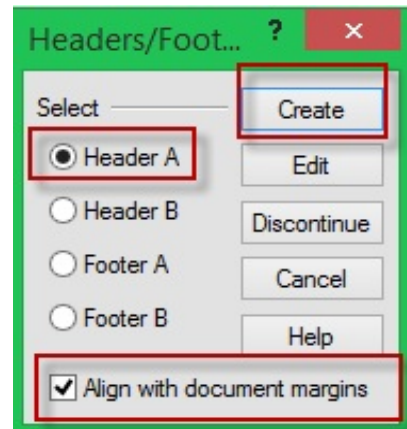 Headers/Foot... ? ×
Select
Create
Header A
Edit
Header B
Discontinue
Footer A
Cancel
Footer B
Help
Align with document margins